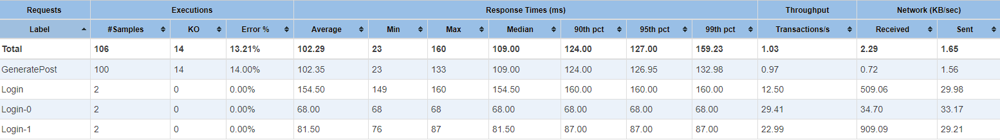 Requests Executions Response Times (ms) Throughput Network (KB/sec)
Label #Samples KO Error % Average Min Max Median 90th pct 95th pct 99th pct Transactions/s Received Sent
Total 106 14 13.21% 102.29 23 160 109.00 124.00 127.00 159.23 1.03 2.29 1.65
GeneratePost 100 14 14.00% 102.35 23 133 109.00 124.00 126.95 132.98 0.97 0.72 1.56
Login 2 0 0.00% 154.50 149 160 154.50 160.00 160.00 160.00 12.50 509.06 29.98
Login-0 2 0 0.00% 68.00 68 68 68.00 68.00 68.00 68.00 29.41 34.70 33.17
Login-1 2 0 0.00% 81.50 76 87 81.50 87.00 87.00 87.00 22.99 909.09 29.21